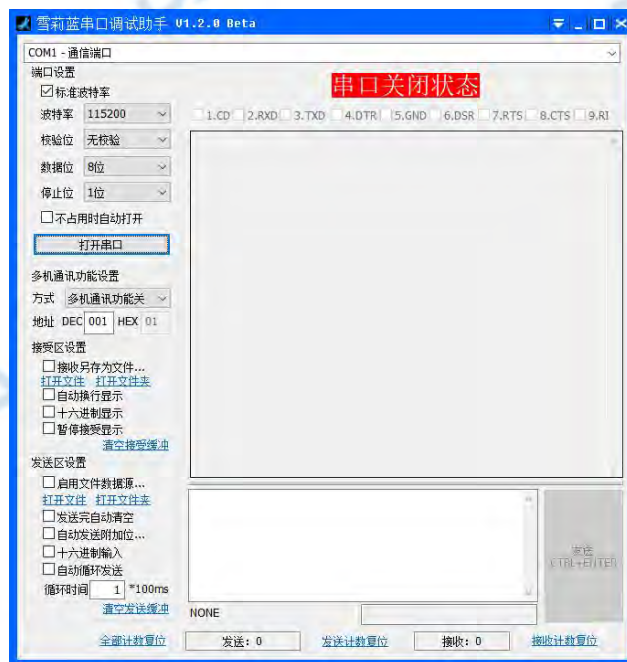 雪莉蓝串口调试助手 V1.2.0 Beta
COM1 - 通信端口
端口设置
串口关闭状态
标准波特率
波特率 115200
1.CD 2.RXD 3.TXD 4.DTR 5.GND 6.DSR 7.RTS 8.CTS 9.RI
校验位 无校验
数据位 8位
停止位 1位
不占用时自动打开
打开串口
多机通讯功能设置
方式 多机通讯功能关
地址 DEC 001 HEX 01
接受区设置
接收另存为文件...
打开文件 打开文件夹
自动换行显示
十六进制显示
暂停接受显示
清空接受缓冲
发送区设置
启用文件数据源...
打开文件 打开文件夹
发送完自动清空
自动发送附加位...
十六进制输入
自动循环发送
发送
CTRL+ENTER
循环时间 1 *100ms
清空发送缓冲
NONE
全部计数复位 发送: 0 发送计数复位 接收: 0 接收计数复位